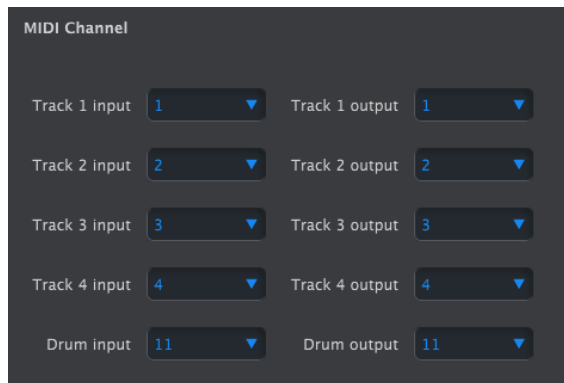 MIDI Channel
Track 1 input 1 Track 1 output 1
Track 2 input 2 Track 2 output 2
Track 3 input 3 Track 3 output 3
Track 4 input 4 Track 4 output 4
Drum input 11 Drum output 11